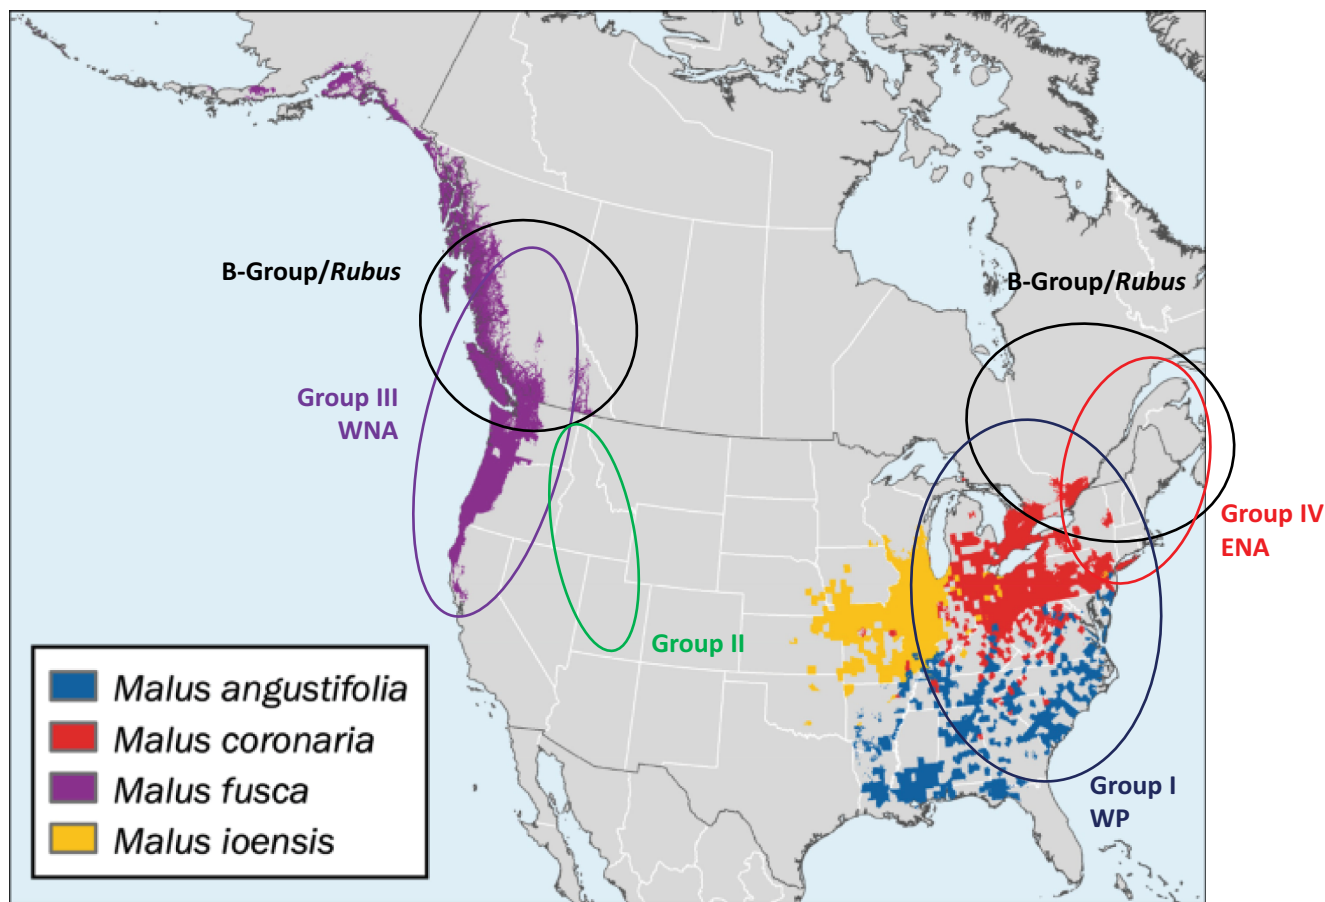 B-Group/Rubus
B-Group/Rubus
Group III
WNA
Group IV
ENA
Group II
Group I
WP
Malus angustifolia
Malus coronaria
Malus fusca
Malus ioensis